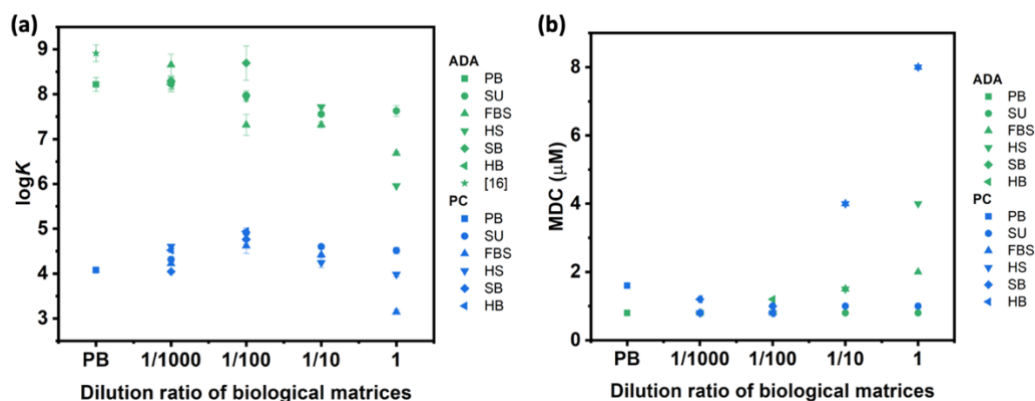 (a)
logK
9
8
7
6
5
4
3
PB 1/1000 1/100 1/10 1
Dilution ratio of biological matrices
ADA
PB
SU
FBS
HS
SB
HB
[16]
PC
PB
SU
FBS
HS
SB
HB
(b)
MDC (μM)
8
6
4
2
0
PB 1/1000 1/100 1/10 1
Dilution ratio of biological matrices
ADA
PB
SU
FBS
HS
SB
HB
PC
PB
SU
FBS
HS
SB
HB